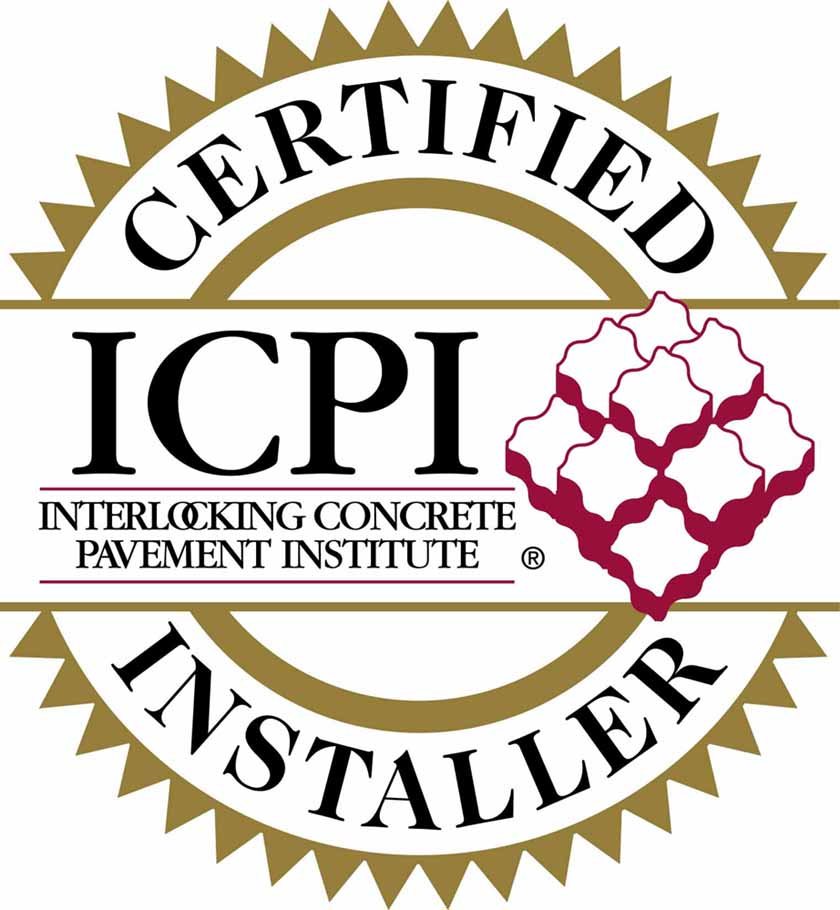 CERTIFIED
ICPI
INTERLOCKING CONCRETE
PAVEMENT INSTITUTE ®
INSTALLER